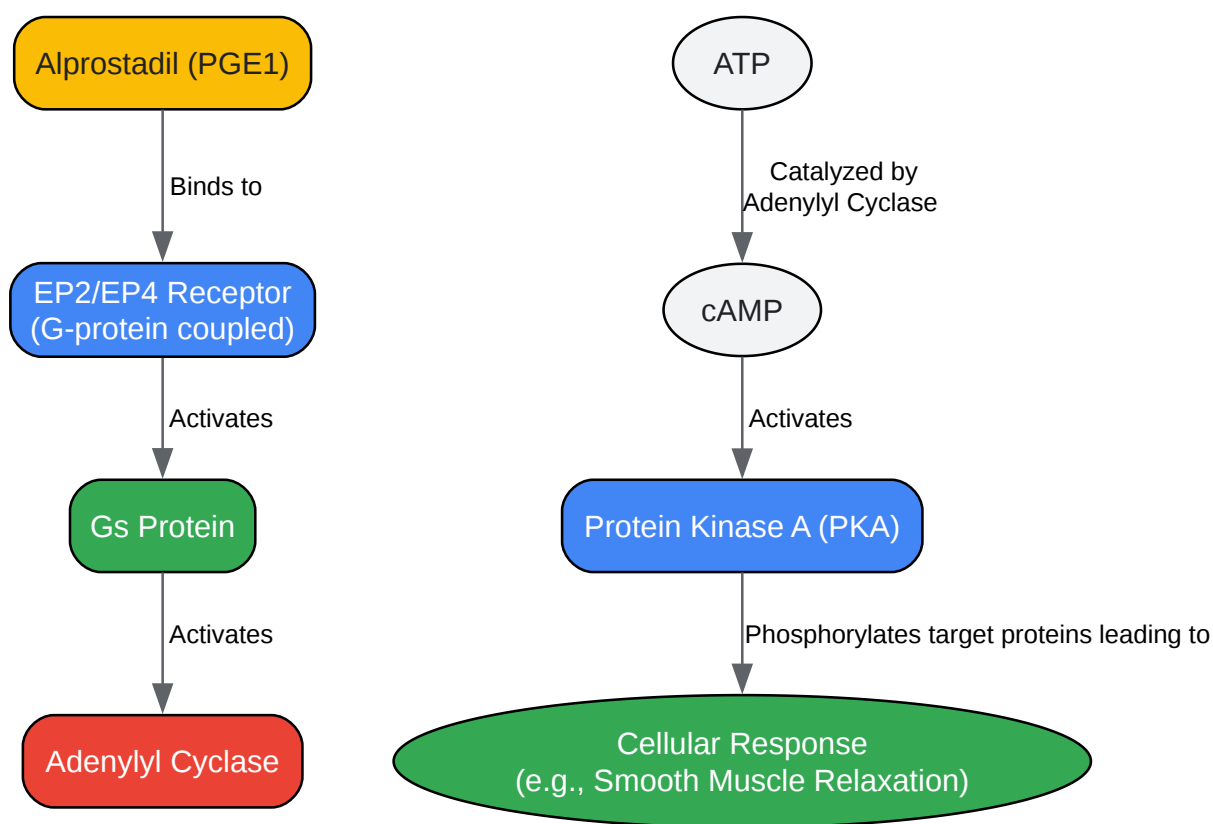 Alprostadil (PGE1)
Binds to
EP2/EP4 Receptor
(G-protein coupled)
Activates
Gs Protein
Activates
Adenylyl Cyclase
ATP
Catalyzed by
Adenylyl Cyclase
cAMP
Activates
Protein Kinase A (PKA)
Phosphorylates target proteins leading to
Cellular Response
(e.g., Smooth Muscle Relaxation)